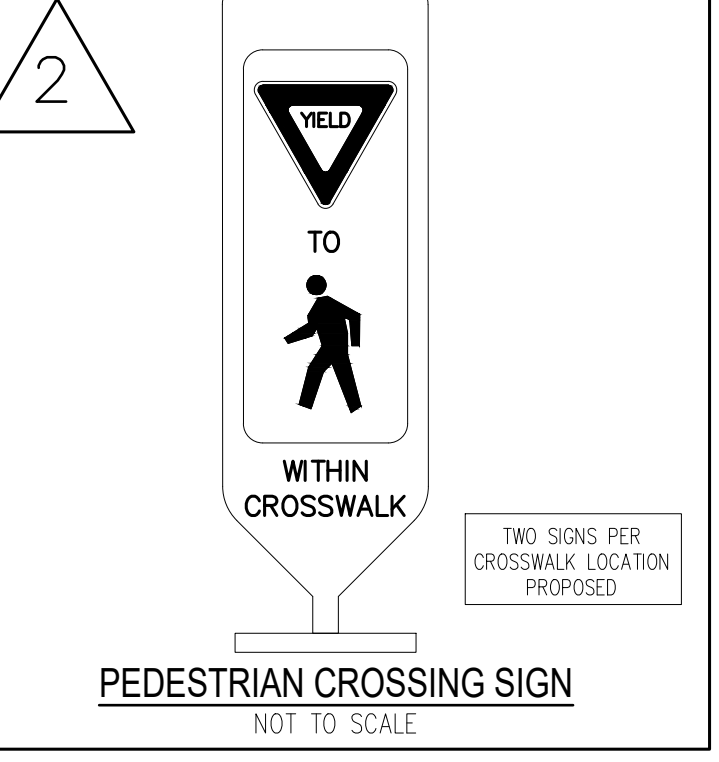 2
YIELD
TO
WITHIN
CROSSWALK
TWO SIGNS PER
CROSSWALK LOCATION
PROPOSED
PEDESTRIAN CROSSING SIGN
NOT TO SCALE